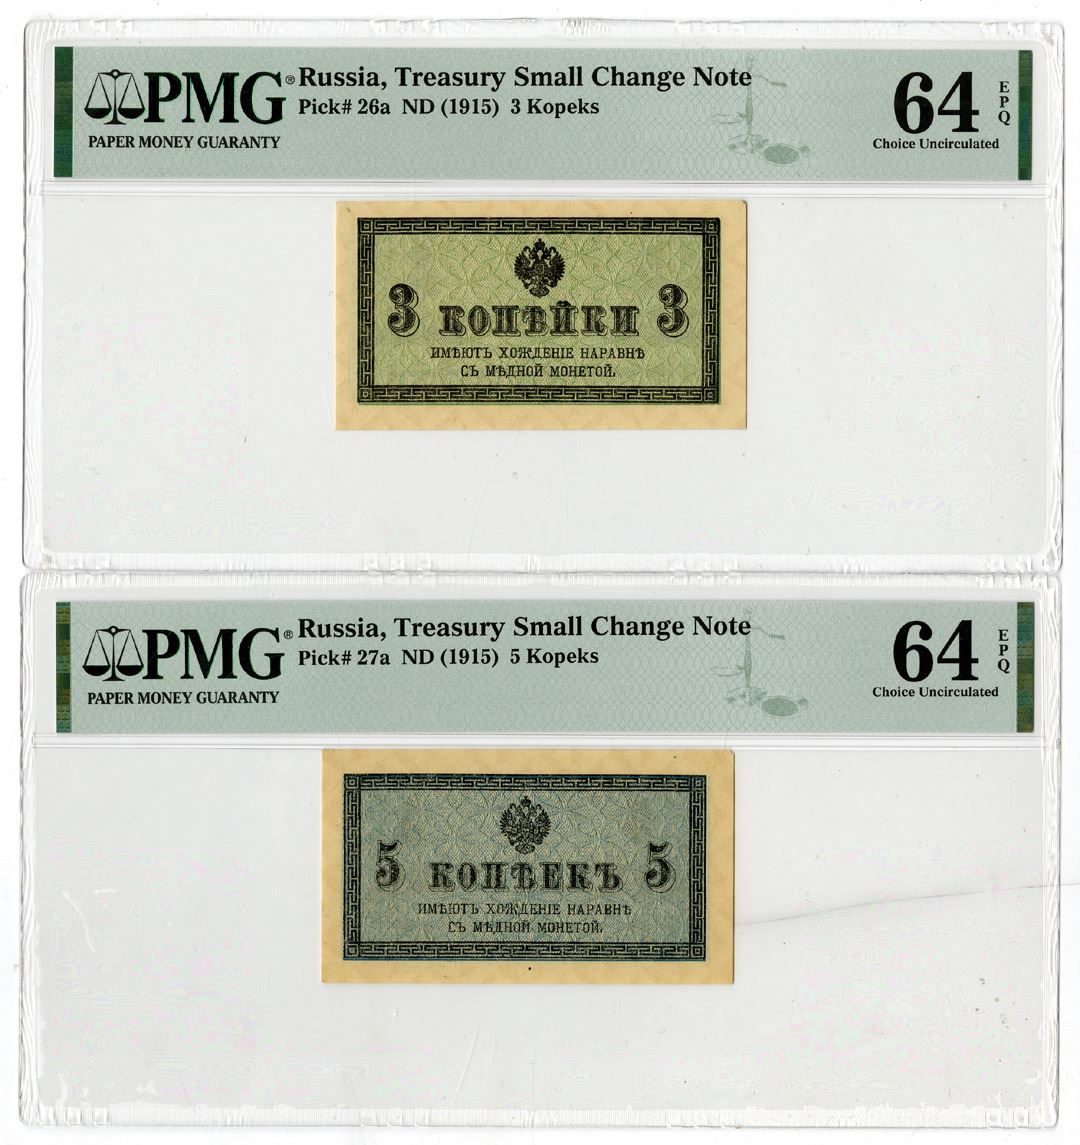 PMG® Russia, Treasury Small Change Note
Pick# 26a ND (1915) 3 Kopeks
PAPER MONEY GUARANTY
64 EPQ
Choice Uncirculated
3 КОПѢЙКИ 3
ИМѢЮТЪ ХОЖДЕНІЕ НАРАВНѢ
СЪ МѢДНОЙ МОНЕТОЙ.
PMG® Russia, Treasury Small Change Note
Pick# 27a ND (1915) 5 Kopeks
PAPER MONEY GUARANTY
64 EPQ
Choice Uncirculated
5 КОПѢЕКЪ 5
ИМѢЮТЪ ХОЖДЕНІЕ НАРАВНѢ
СЪ МѢДНОЙ МОНЕТОЙ.